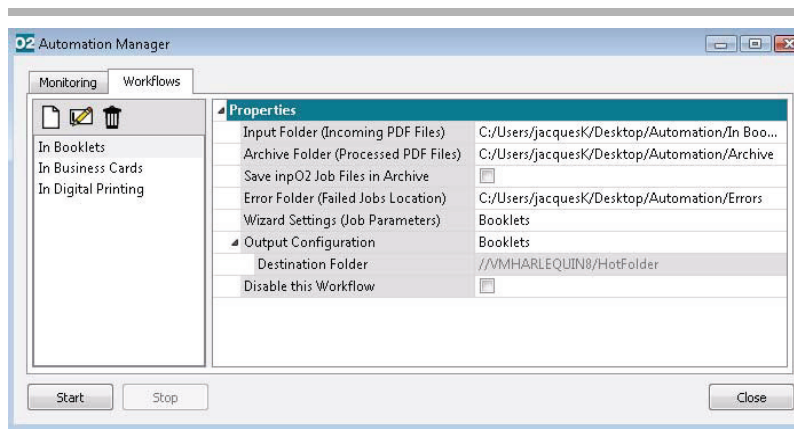 O2 Automation Manager
Monitoring Workflows
In Booklets
In Business Cards
In Digital Printing
Properties
Input Folder (Incoming PDF Files) C:/Users/jacquesK/Desktop/Automation/In Boo...
Archive Folder (Processed PDF Files) C:/Users/jacquesK/Desktop/Automation/Archive
Save inpO2 Job Files in Archive
Error Folder (Failed Jobs Location) C:/Users/jacquesK/Desktop/Automation/Errors
Wizard Settings (Job Parameters) Booklets
Output Configuration Booklets
Destination Folder //VMHARLEQUIN8/HotFolder
Disable this Workflow
Start Stop Close